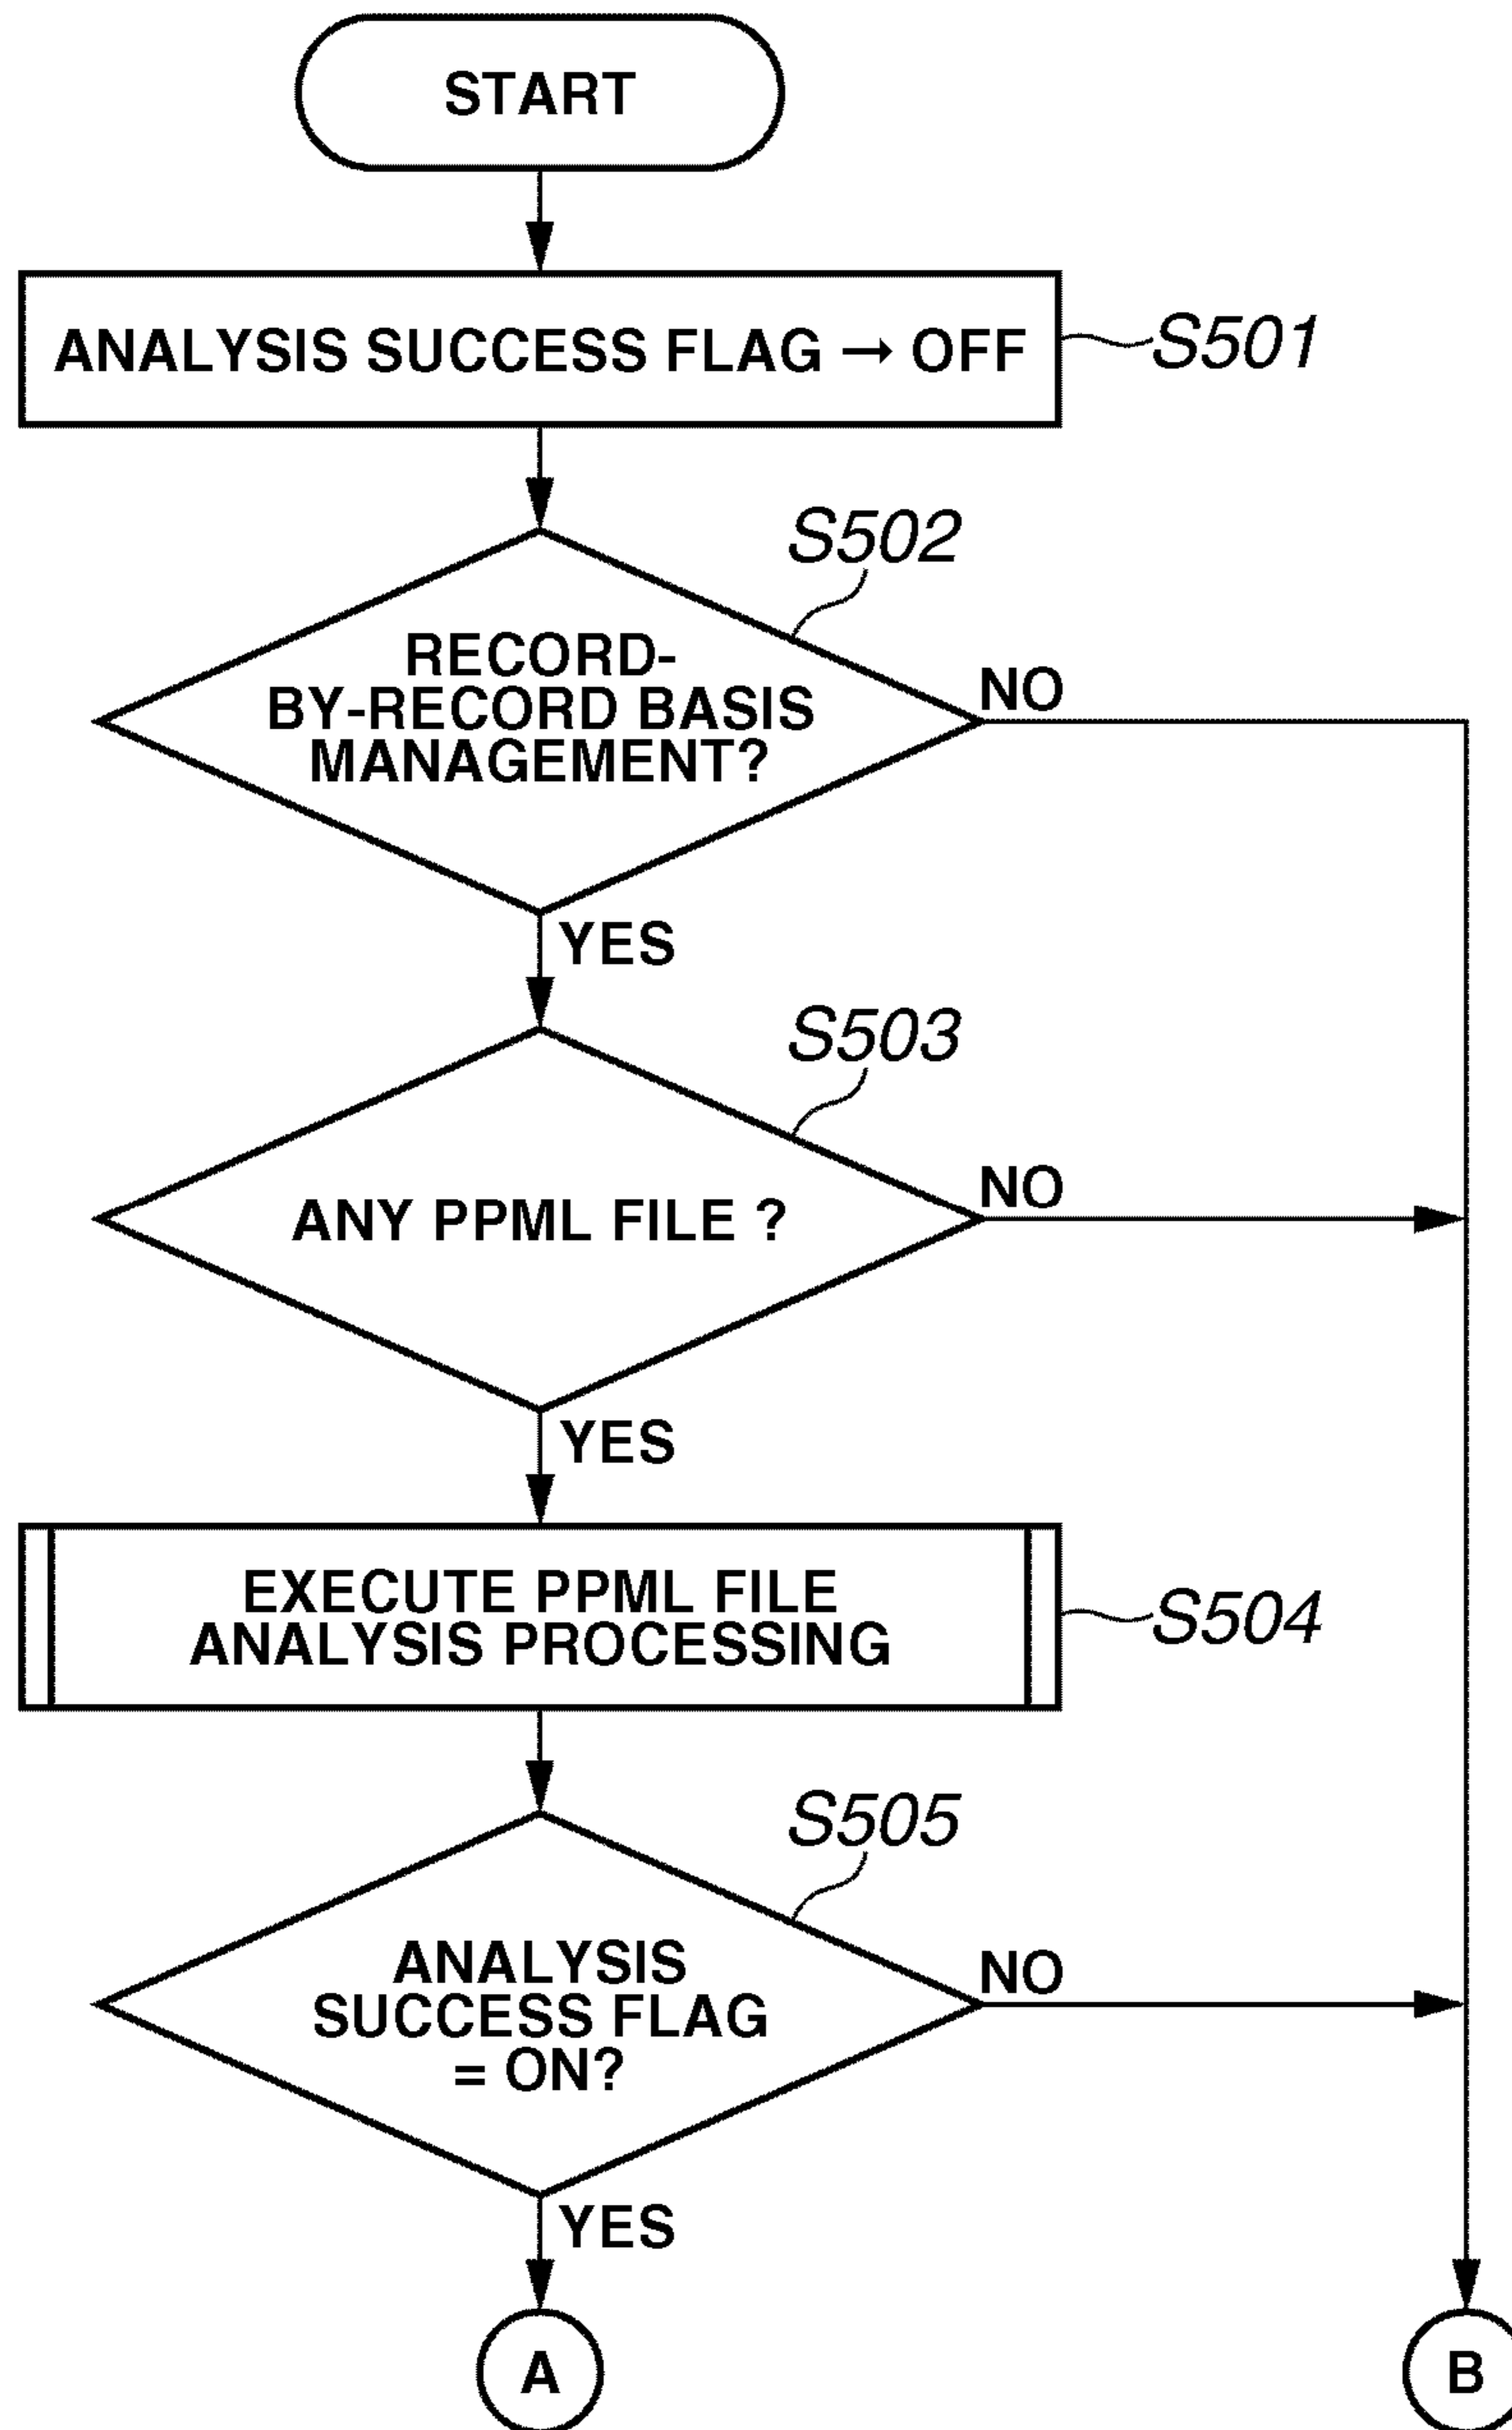 START
ANALYSIS SUCCESS FLAG → OFF
S501
S502
RECORD-
BY-RECORD BASIS
MANAGEMENT?
NO
YES
S503
ANY PPML FILE ?
NO
YES
EXECUTE PPML FILE
ANALYSIS PROCESSING
S504
S505
ANALYSIS
SUCCESS FLAG
= ON?
NO
YES
A
B